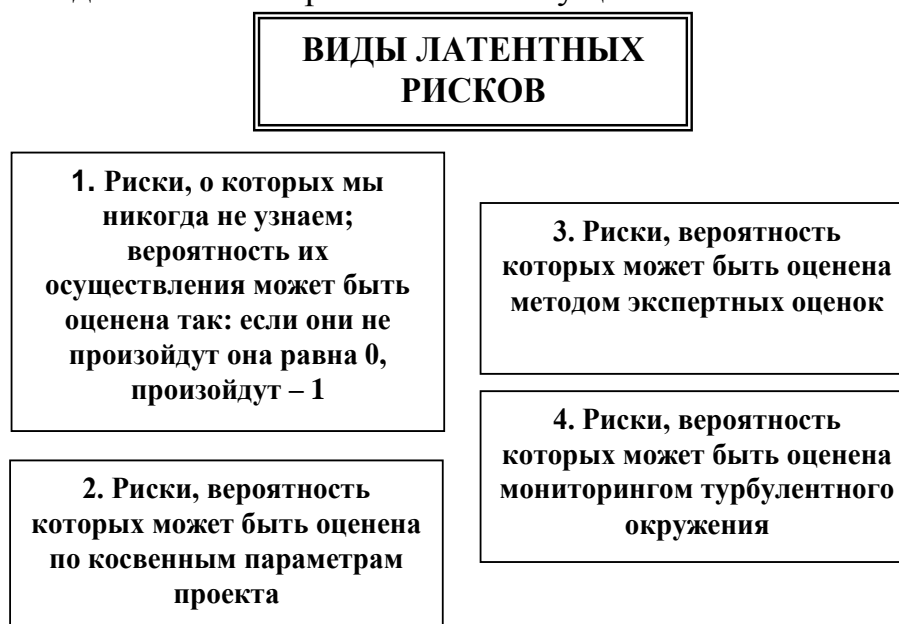 ВИДЫ ЛАТЕНТНЫХ
РИСКОВ
1. Риски, о которых мы
никогда не узнаем;
вероятность их
осуществления может быть
оценена так: если они не
произойдут она равна 0,
произойдут – 1
2. Риски, вероятность
которых может быть оценена
по косвенным параметрам
проекта
3. Риски, вероятность
которых может быть оценена
методом экспертных оценок
4. Риски, вероятность
которых может быть оценена
мониторингом турбулентного
окружения